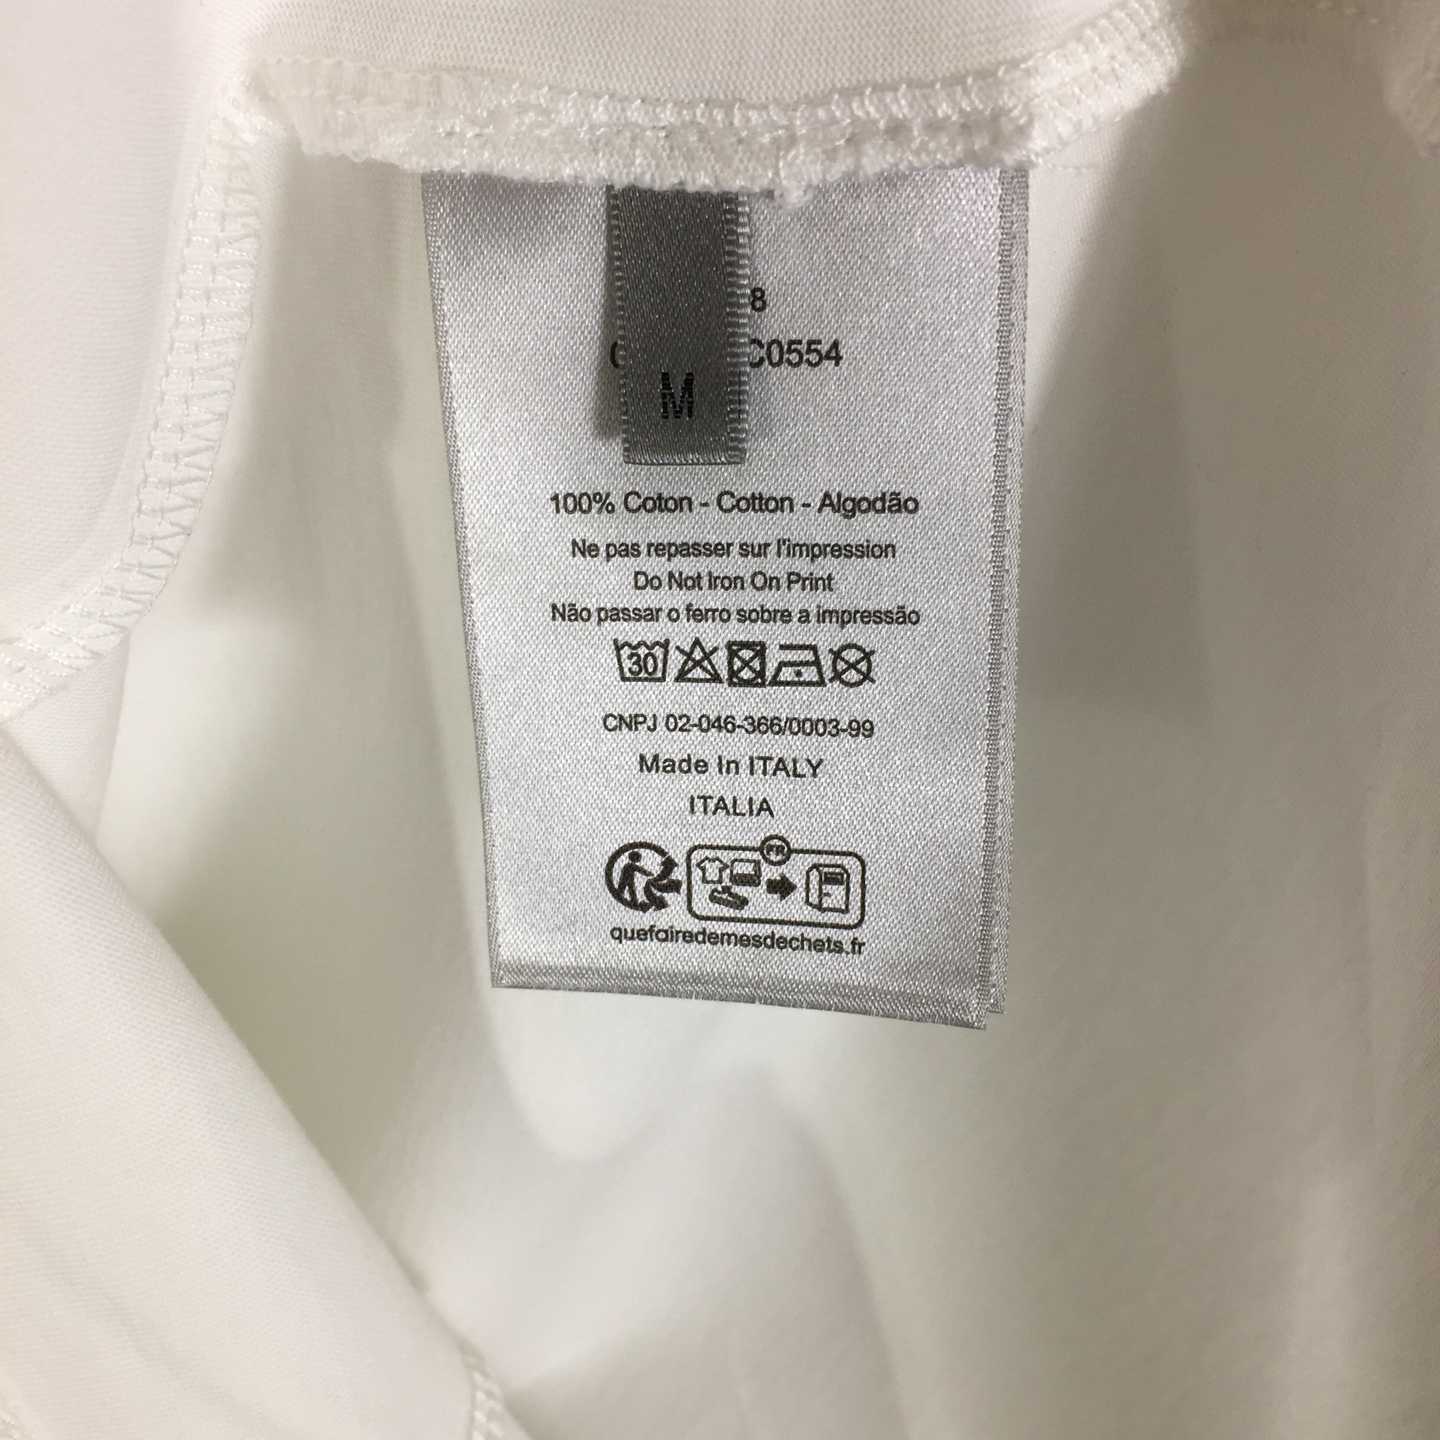 8
C0554
M
100% Coton - Cotton - Algodão
Ne pas repasser sur l'impression
Do Not Iron On Print
Não passar o ferro sobre a impressão
30
CNPJ 02-046-366/0003-99
Made In ITALY
ITALIA
FR
quefairedemesdechets.fr